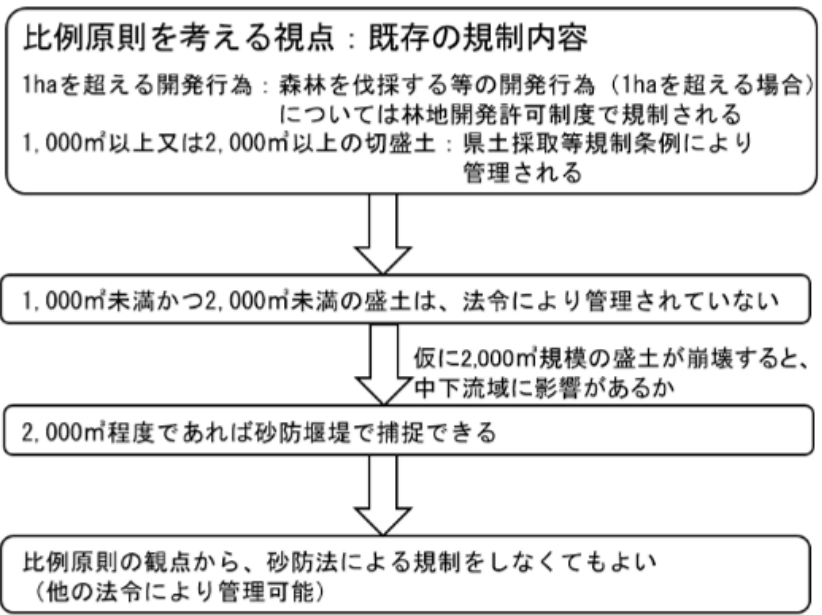 比例原則を考える視点：既存の規制内容
1haを超える開発行為：森林を伐採する等の開発行為（1haを超える場合）
については林地開発許可制度で規制される
1,000㎡以上又は2,000㎥以上の切盛土：県土採取等規制条例により
管理される
1,000㎡未満かつ2,000㎥未満の盛土は、法令により管理されていない
仮に2,000㎥規模の盛土が崩壊すると、
中下流域に影響があるか
2,000㎥程度であれば砂防堰堤で捕捉できる
比例原則の観点から、砂防法による規制をしなくてもよい
（他の法令により管理可能）